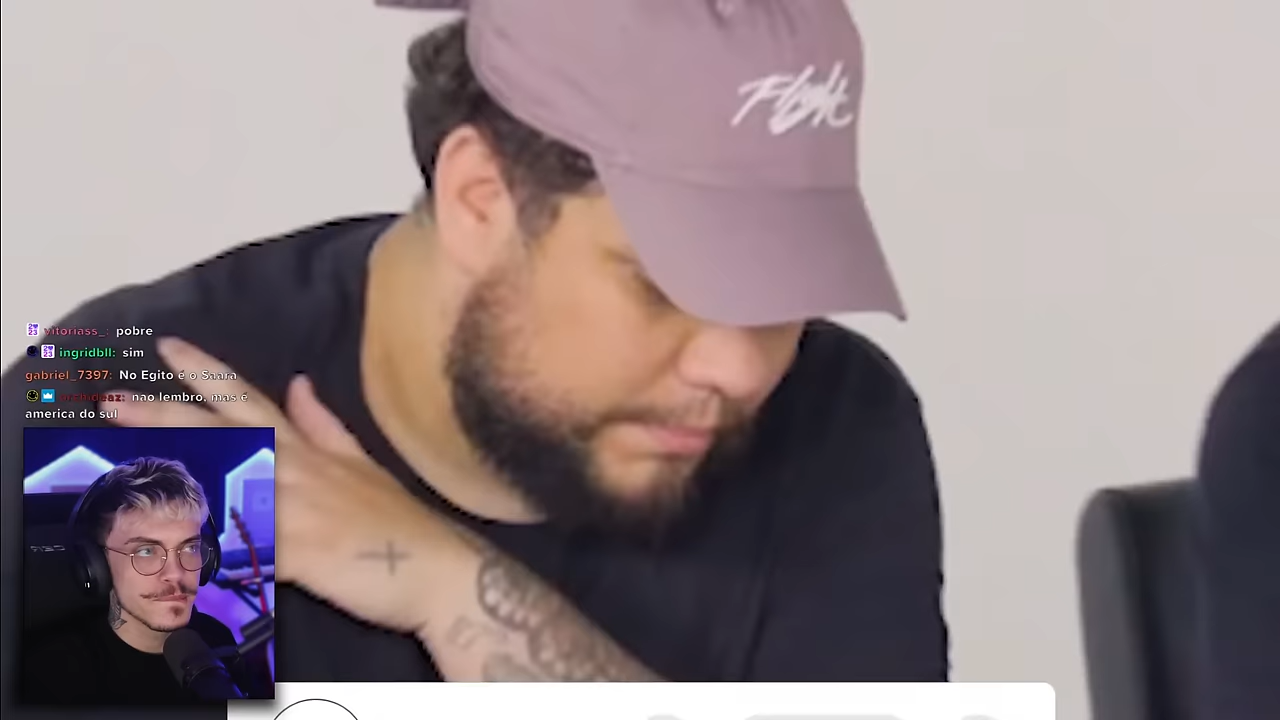 Flight
vitoriass_: pobre
ingridbll: sim
gabriel_7397: No Egito é o Saara
nao lembro, mas é
america do sul